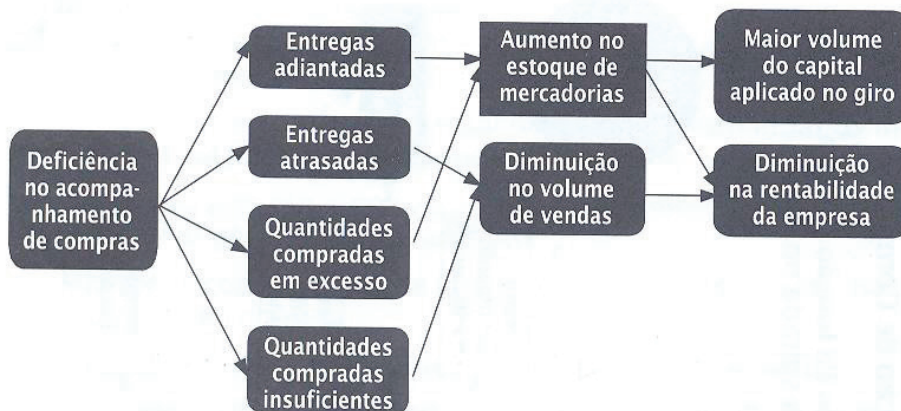 Deficiência
no acompa-
nhamento
de compras
Entregas
adiantadas
Entregas
atrasadas
Quantidades
compradas
em excesso
Quantidades
compradas
insuficientes
Aumento no
estoque de
mercadorias
Diminuição
no volume
de vendas
Maior volume
do capital
aplicado no giro
Diminuição
na rentabilidade
da empresa